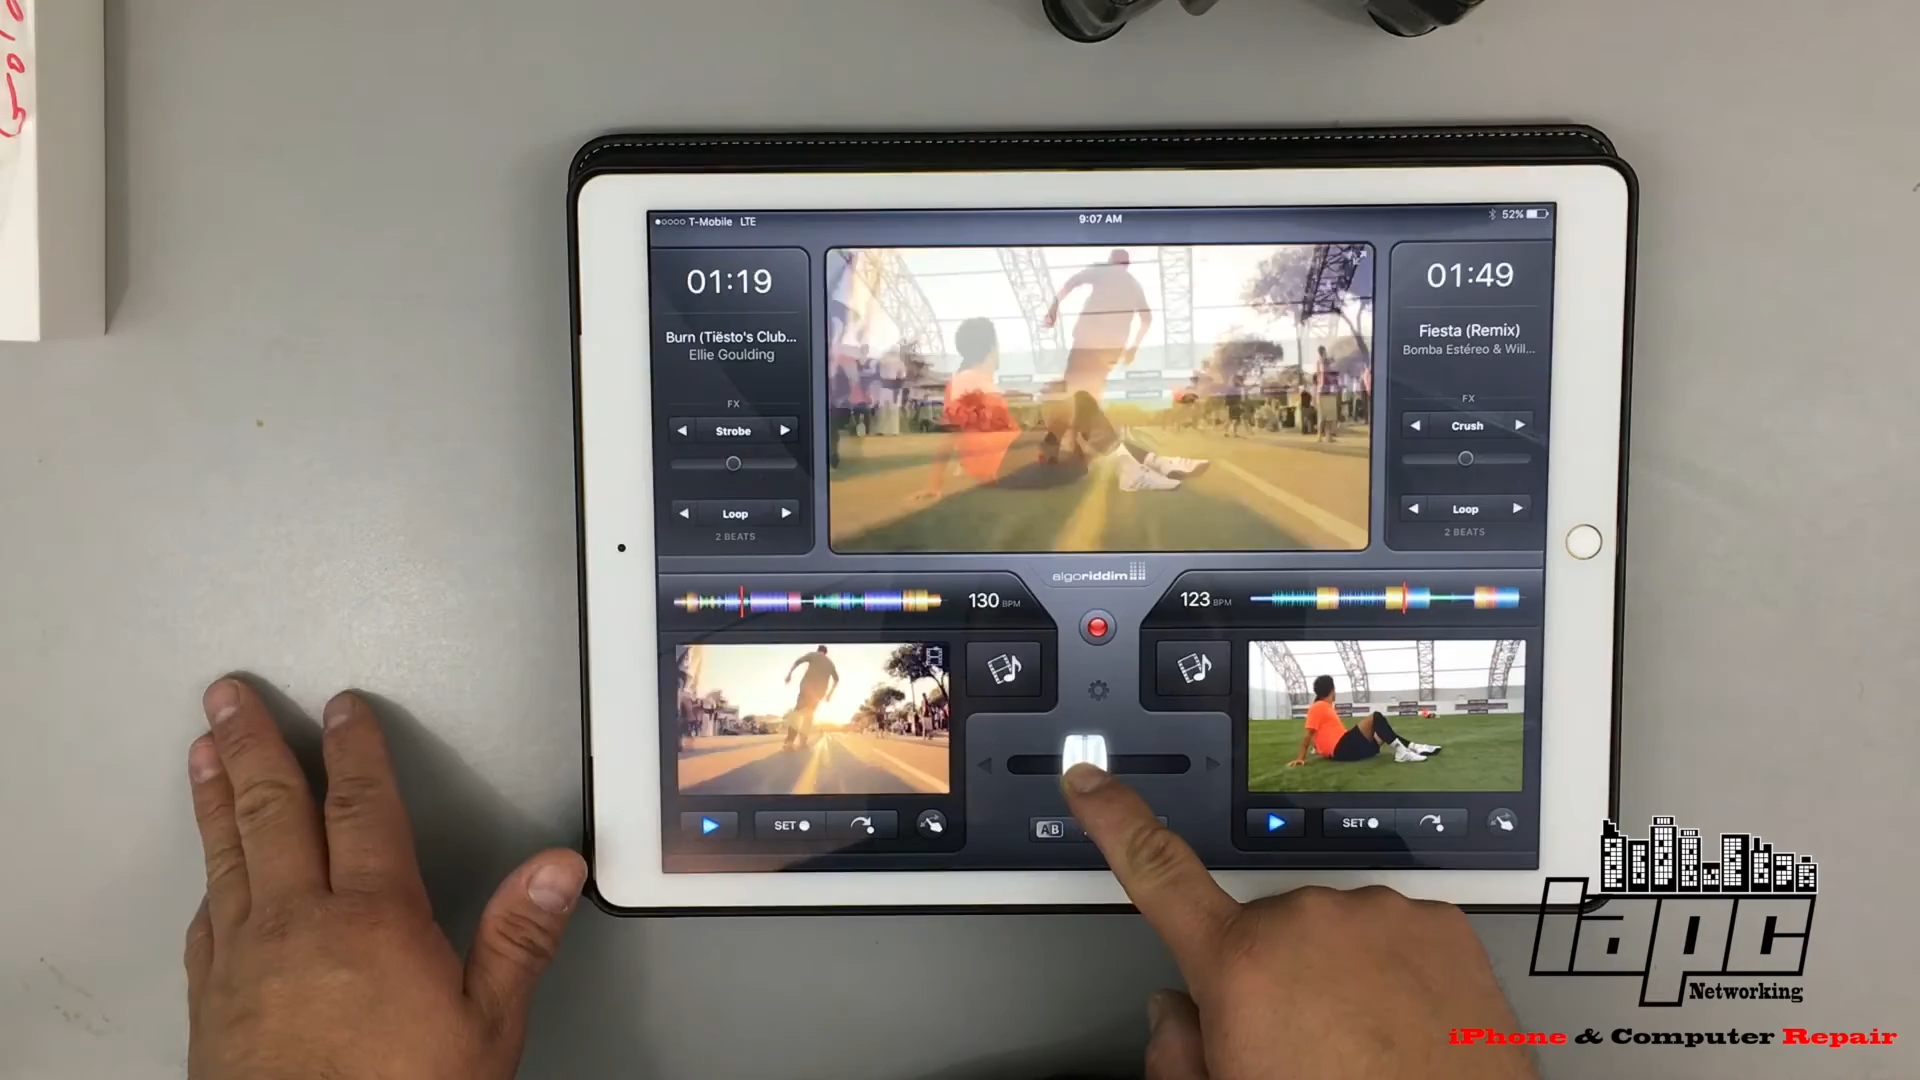 T-Mobile LTE
9:07 AM
52%
01:19
Burn (Tiësto's Club...
Ellie Goulding
FX
Strobe
Loop
2 BEATS
01:49
Fiesta (Remix)
Bomba Estéreo & Will...
FX
Crush
Loop
2 BEATS
algoriddim
130 BPM
123 BPM
SET
AB
SET
iapc
Networking
iPhone & Computer Repair